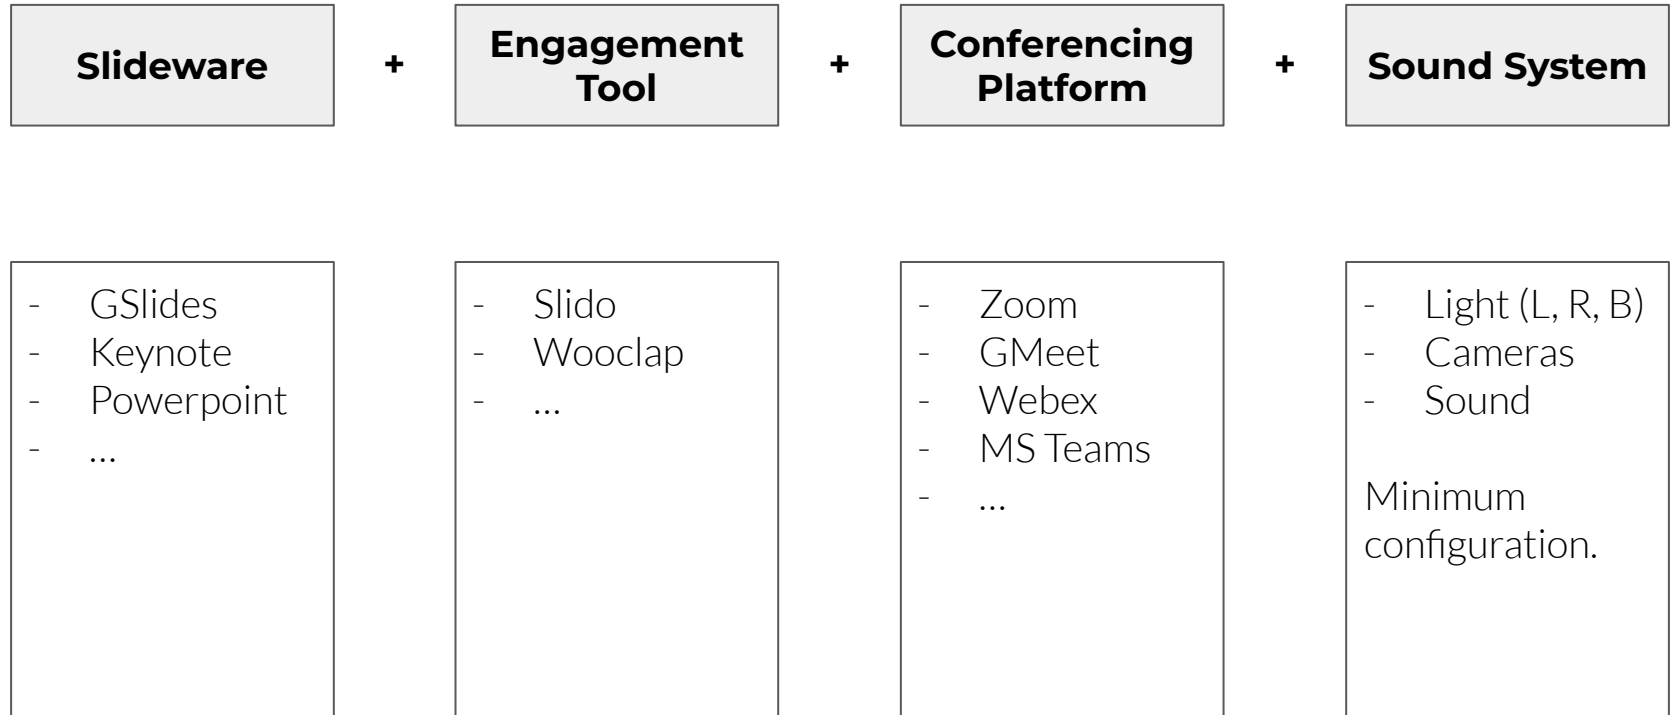 Slideware
+
Engagement
Tool
+
Conferencing
Platform
+
Sound System
- GSlides
- Keynote
- Powerpoint
- ...
- Slido
- Wooclap
- ...
- Zoom
- GMeet
- Webex
- MS Teams
- ...
- Light (L, R, B)
- Cameras
- Sound
Minimum
configuration.